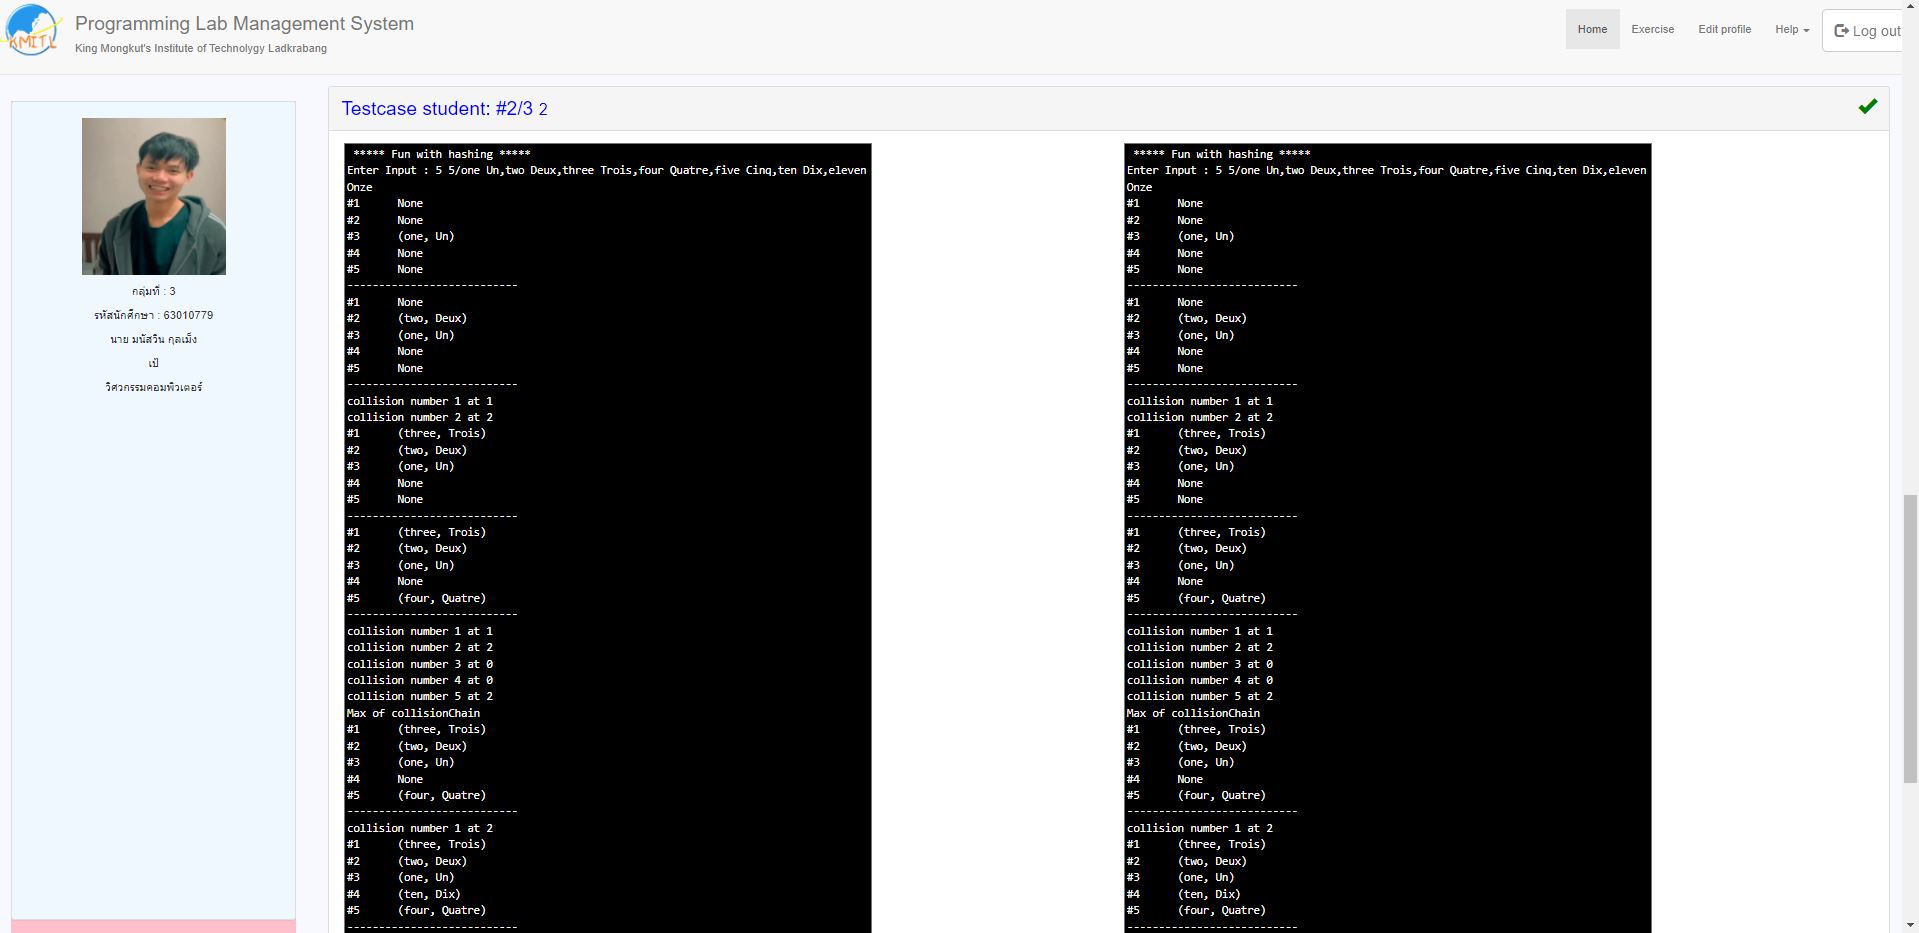 KMITL
Programming Lab Management System
King Mongkut's Institute of Technolygy Ladkrabang
Home
Exercise
Edit profile
Help
Log out
กลุ่มที่ : 3
รหัสนักศึกษา : 63010779
นาย มนัสวิน กุลเม็ง
เป้
วิศวกรรมคอมพิวเตอร์
Testcase student: #2/3 2
***** Fun with hashing *****
Enter Input : 5 5/one Un,two Deux,three Trois,four Quatre,five Cinq,ten Dix,eleven
Onze
#1 None
#2 None
#3 (one, Un)
#4 None
#5 None
---------------------------
#1 None
#2 (two, Deux)
#3 (one, Un)
#4 None
#5 None
---------------------------
collision number 1 at 1
collision number 2 at 2
#1 (three, Trois)
#2 (two, Deux)
#3 (one, Un)
#4 None
#5 None
---------------------------
#1 (three, Trois)
#2 (two, Deux)
#3 (one, Un)
#4 None
#5 (four, Quatre)
---------------------------
collision number 1 at 1
collision number 2 at 2
collision number 3 at 0
collision number 4 at 0
collision number 5 at 2
Max of collisionChain
#1 (three, Trois)
#2 (two, Deux)
#3 (one, Un)
#4 None
#5 (four, Quatre)
---------------------------
collision number 1 at 2
#1 (three, Trois)
#2 (two, Deux)
#3 (one, Un)
#4 (ten, Dix)
#5 (four, Quatre)
---------------------------
***** Fun with hashing *****
Enter Input : 5 5/one Un,two Deux,three Trois,four Quatre,five Cinq,ten Dix,eleven
Onze
#1 None
#2 None
#3 (one, Un)
#4 None
#5 None
---------------------------
#1 None
#2 (two, Deux)
#3 (one, Un)
#4 None
#5 None
---------------------------
collision number 1 at 1
collision number 2 at 2
#1 (three, Trois)
#2 (two, Deux)
#3 (one, Un)
#4 None
#5 None
---------------------------
#1 (three, Trois)
#2 (two, Deux)
#3 (one, Un)
#4 None
#5 (four, Quatre)
---------------------------
collision number 1 at 1
collision number 2 at 2
collision number 3 at 0
collision number 4 at 0
collision number 5 at 2
Max of collisionChain
#1 (three, Trois)
#2 (two, Deux)
#3 (one, Un)
#4 None
#5 (four, Quatre)
---------------------------
collision number 1 at 2
#1 (three, Trois)
#2 (two, Deux)
#3 (one, Un)
#4 (ten, Dix)
#5 (four, Quatre)
---------------------------